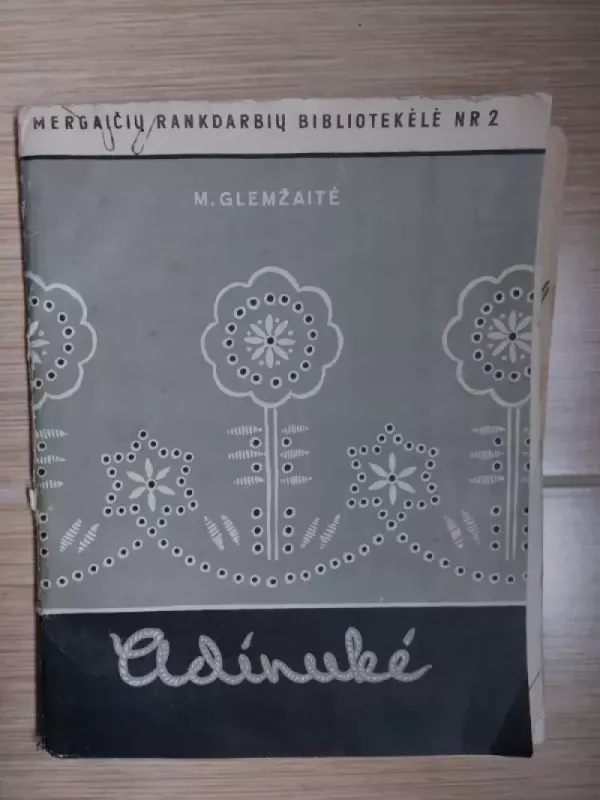 MERGAIČIŲ RANKDARBIŲ BIBLIOTEKĖLĖ NR 2
M. GLEMŽAITĖ
Adinukė